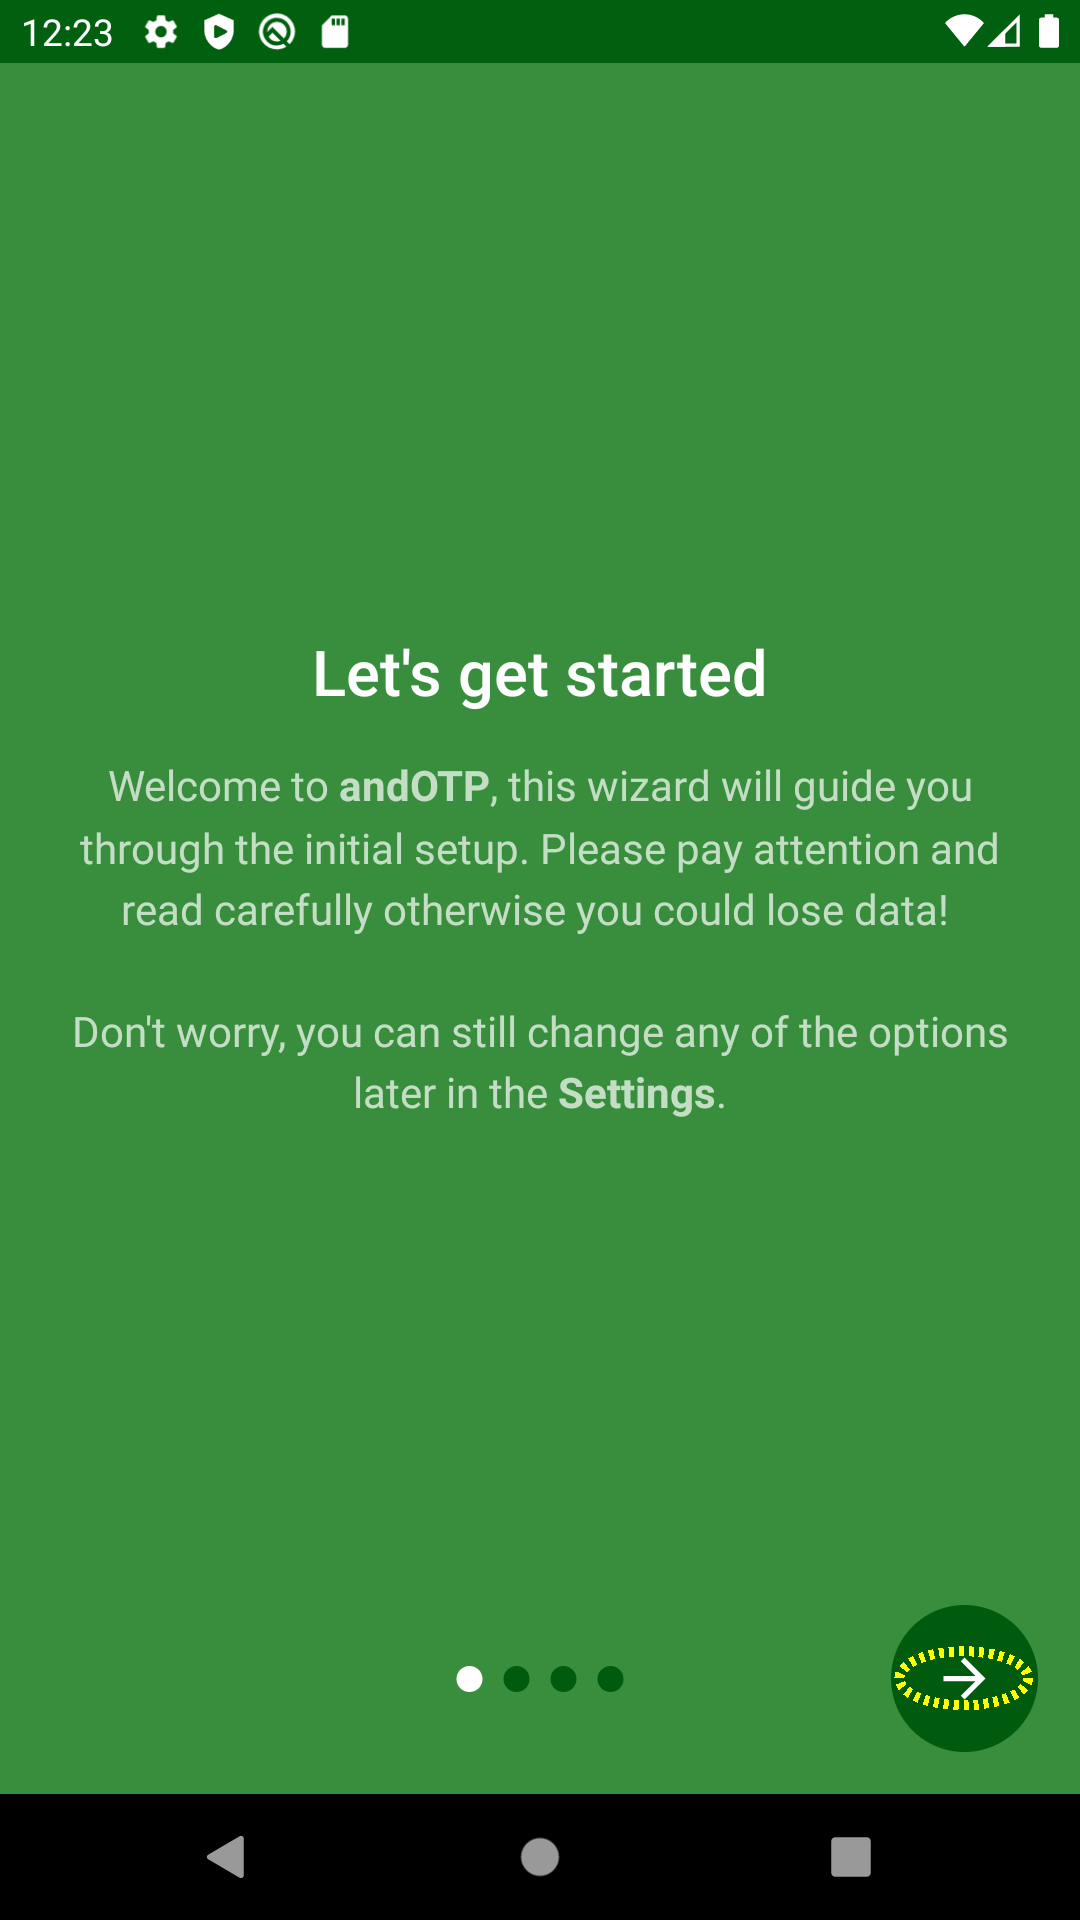 12:23
Let's get started
Welcome to andOTP, this wizard will guide you
through the initial setup. Please pay attention and
read carefully otherwise you could lose data!
Don't worry, you can still change any of the options
later in the Settings.